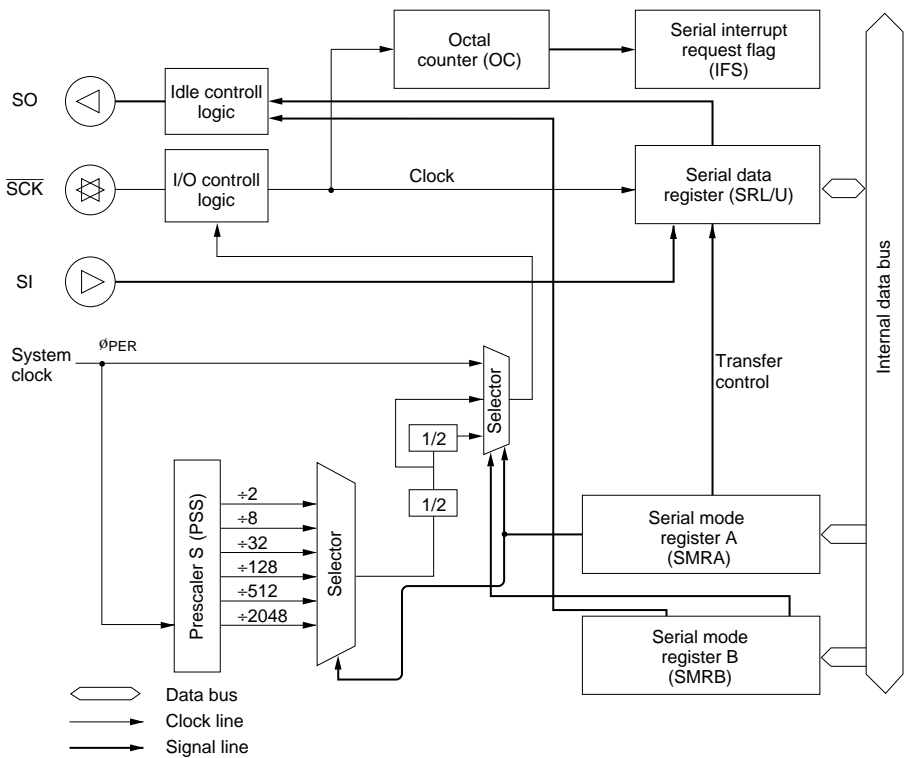 Octal
counter (OC)
Serial interrupt
request flag
(IFS)
SO
Idle controll
logic
SCK
I/O controll
logic
Clock
Serial data
register (SRL/U)
SI
Internal data bus
System
clock
øPER
Selector
Transfer
control
1/2
1/2
Prescaler S (PSS)
÷2
÷8
÷32
÷128
÷512
÷2048
Selector
Serial mode
register A
(SMRA)
Serial mode
register B
(SMRB)
Data bus
Clock line
Signal line